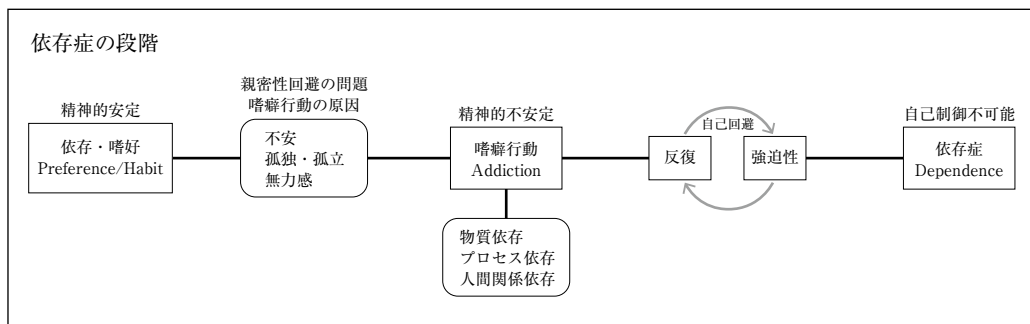 依存症の段階
精神的安定
依存・嗜好
Preference/Habit
親密性回避の問題
嗜癖行動の原因
不安
孤独・孤立
無力感
精神的不安定
嗜癖行動
Addiction
物質依存
プロセス依存
人間関係依存
自己回避
反復
強迫性
自己制御不可能
依存症
Dependence